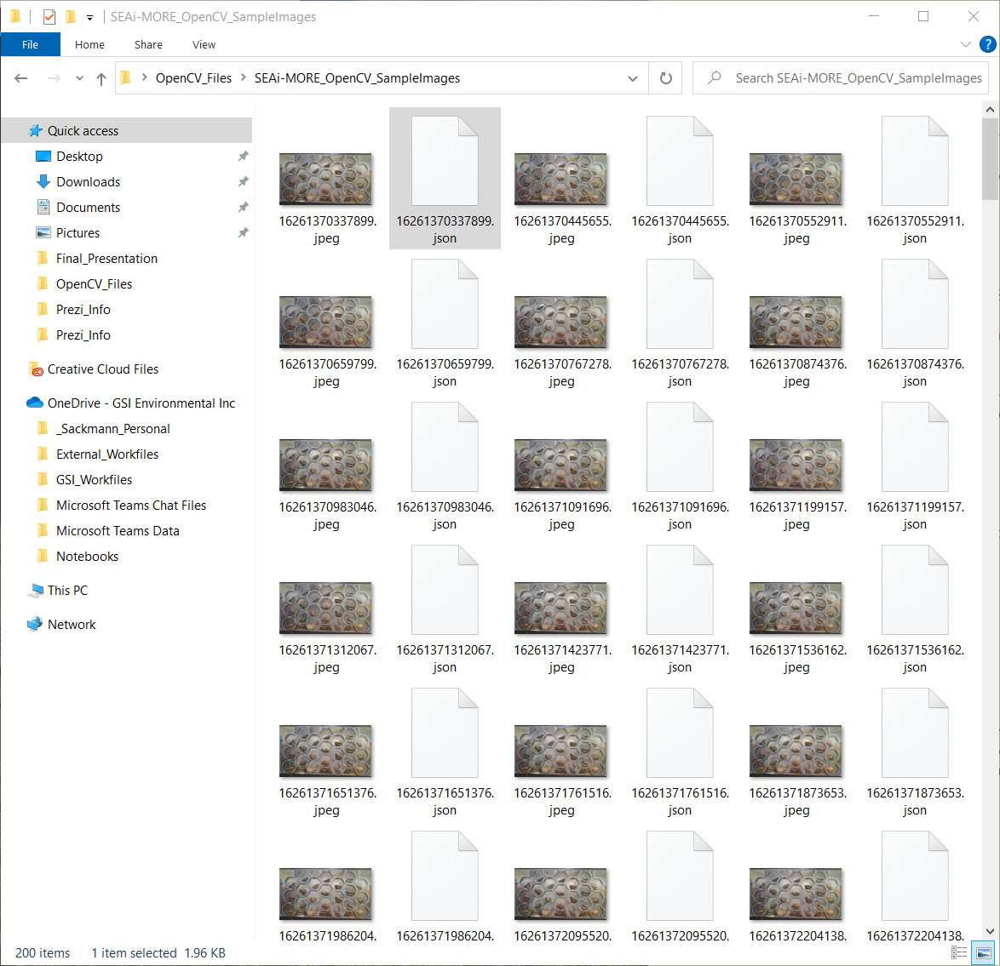 SEAi-MORE_OpenCV_SampleImages
File Home Share View
OpenCV_Files SEAi-MORE_OpenCV_SampleImages Search SEAi-MORE_OpenCV_SampleImages
Quick access
Desktop
Downloads
Documents
Pictures
Final_Presentation
OpenCV_Files
Prezi_Info
Prezi_Info
Creative Cloud Files
OneDrive - GSI Environmental Inc
_Sackmann_Personal
External_Workfiles
GSI_Workfiles
Microsoft Teams Chat Files
Microsoft Teams Data
Notebooks
This PC
Network
16261370337899. 16261370337899. 16261370445655. 16261370445655. 16261370552911. 16261370552911.
jpeg json jpeg json jpeg json
16261370659799. 16261370659799. 16261370767278. 16261370767278. 16261370874376. 16261370874376.
jpeg json jpeg json jpeg json
16261370983046. 16261370983046. 16261371091696. 16261371091696. 16261371199157. 16261371199157.
jpeg json jpeg json jpeg json
16261371312067. 16261371312067. 16261371423771. 16261371423771. 16261371536162. 16261371536162.
jpeg json jpeg json jpeg json
16261371651376. 16261371651376. 16261371761516. 16261371761516. 16261371873653. 16261371873653.
jpeg json jpeg json jpeg json
16261371986204. 16261371986204. 16261372095520. 16261372095520. 16261372204138. 16261372204138.
200 items 1 item selected 1.96 KB